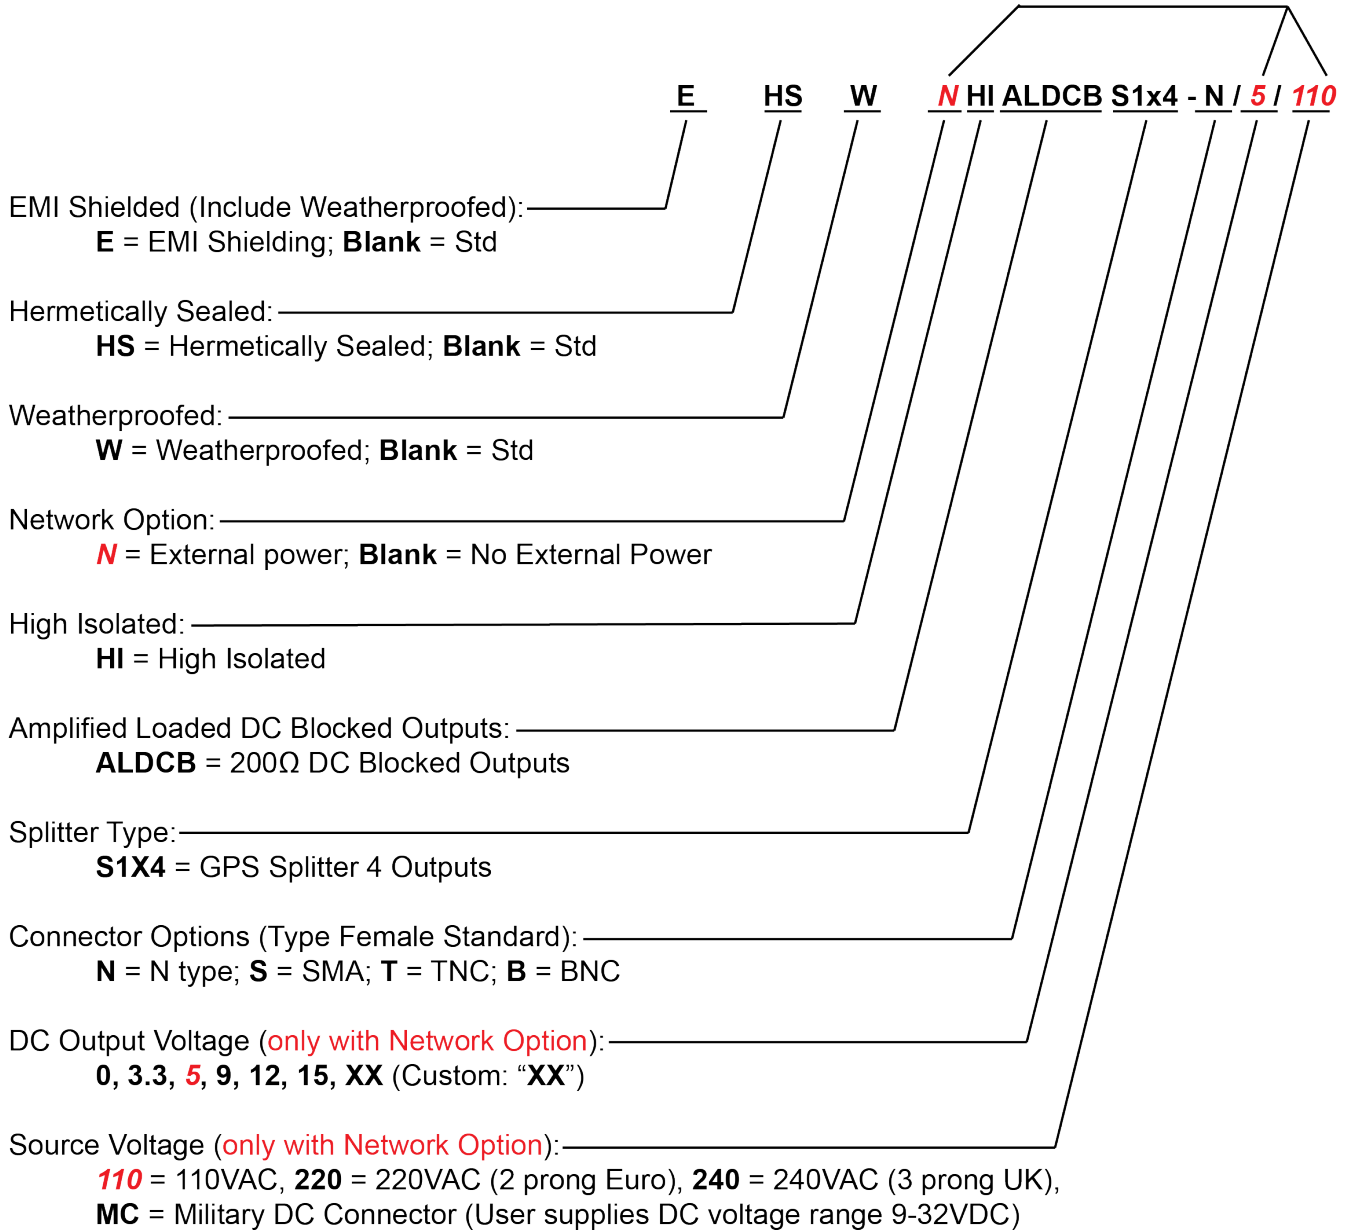 E HS W N HI ALDCB S1x4 - N / 5 / 110
EMI Shielded (Include Weatherproofed):
E = EMI Shielding; Blank = Std
Hermetically Sealed:
HS = Hermetically Sealed; Blank = Std
Weatherproofed:
W = Weatherproofed; Blank = Std
Network Option:
N = External power; Blank = No External Power
High Isolated:
HI = High Isolated
Amplified Loaded DC Blocked Outputs:
ALDCB = 200Ω DC Blocked Outputs
Splitter Type:
S1X4 = GPS Splitter 4 Outputs
Connector Options (Type Female Standard):
N = N type; S = SMA; T = TNC; B = BNC
DC Output Voltage (only with Network Option):
0, 3.3, 5, 9, 12, 15, XX (Custom: “XX”)
Source Voltage (only with Network Option):
110 = 110VAC, 220 = 220VAC (2 prong Euro), 240 = 240VAC (3 prong UK),
MC = Military DC Connector (User supplies DC voltage range 9-32VDC)